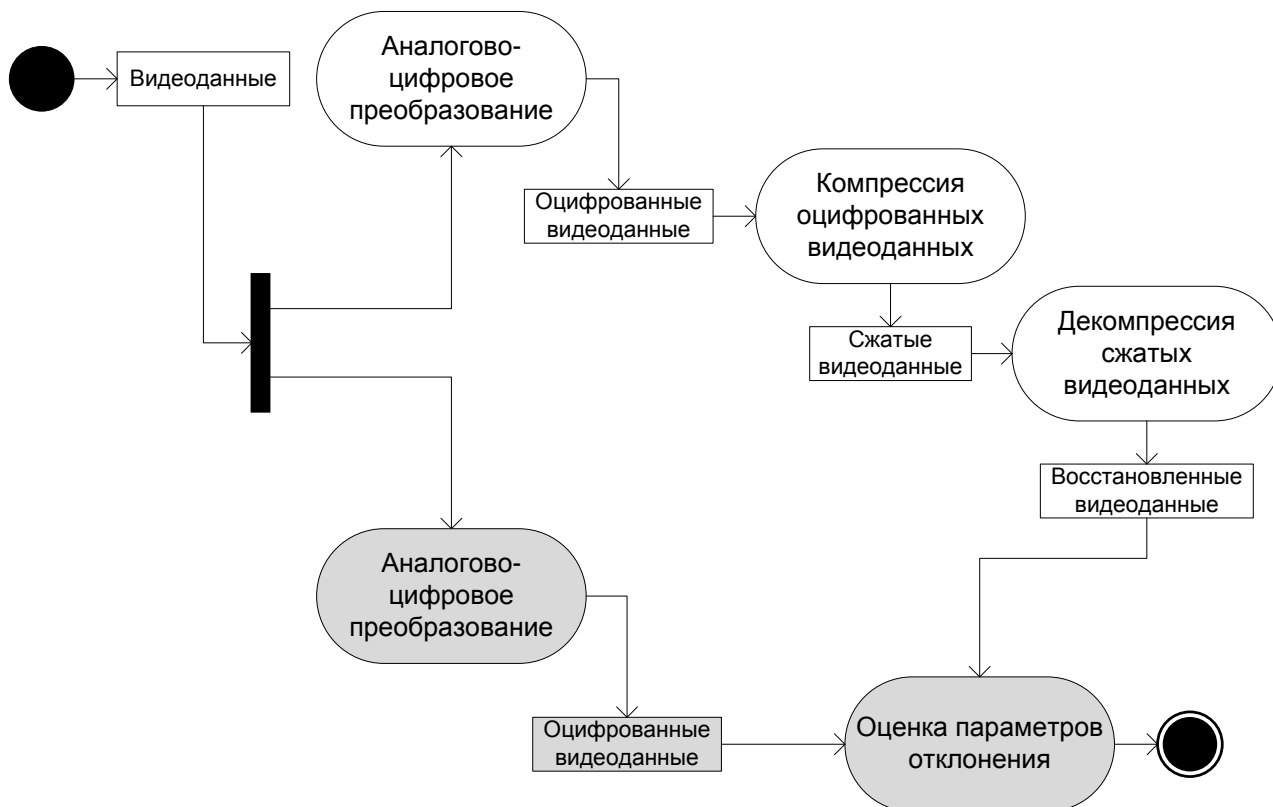 Видеоданные
Аналогово-
цифровое
преобразование
Оцифрованные
видеоданные
Компрессия
оцифрованных
видеоданных
Сжатые
видеоданные
Декомпрессия
сжатых
видеоданных
Восстановленные
видеоданные
Аналогово-
цифровое
преобразование
Оцифрованные
видеоданные
Оценка параметров
отклонения